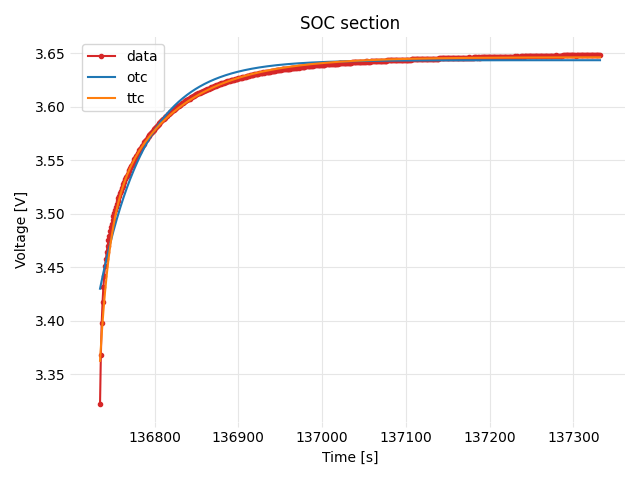 SOC section
data
otc
ttc
3.65
3.60
3.55
3.50
3.45
3.40
3.35
Voltage [V]
136800 136900 137000 137100 137200 137300
Time [s]